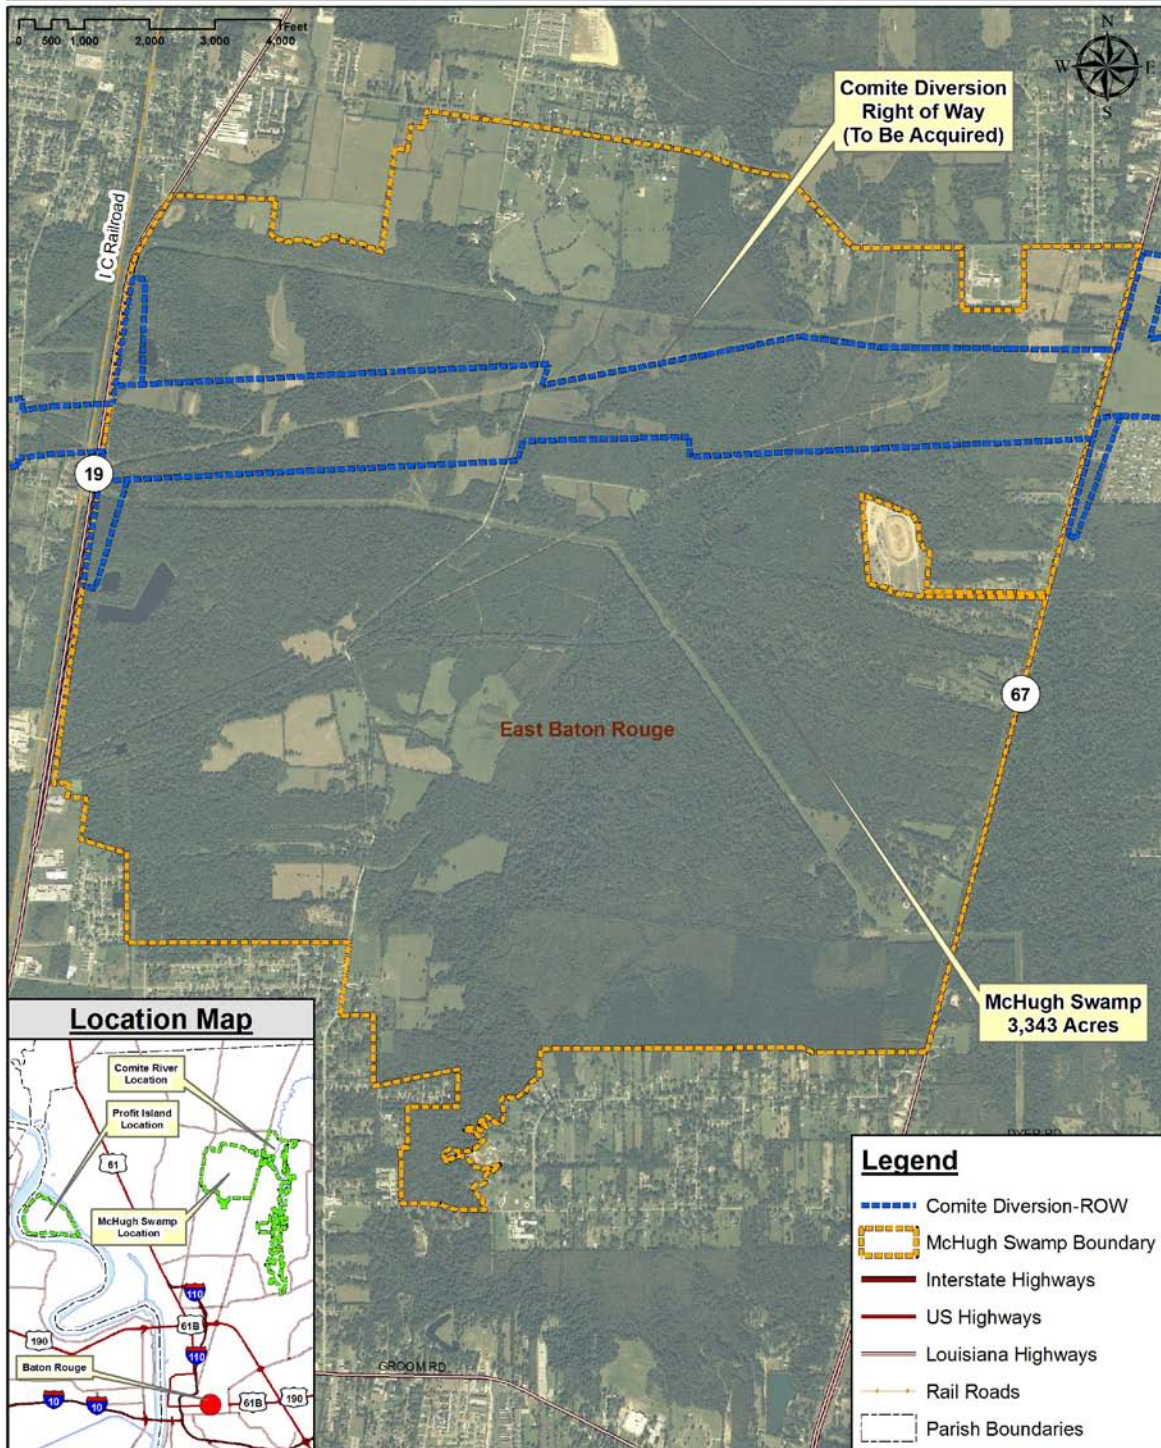 Feet
0 500 1,000 2,000 3,000 4,000
N
W E
S
Comite Diversion
Right of Way
(To Be Acquired)
I C Railroad
19
67
East Baton Rouge
McHugh Swamp
3,343 Acres
DYER RD
GROOM RD
Location Map
Comite River
Location
Profit Island
Location
61
McHugh Swamp
Location
110
61B
190
110
Baton Rouge
10
10
61B
190
Legend
Comite Diversion-ROW
McHugh Swamp Boundary
Interstate Highways
US Highways
Louisiana Highways
Rail Roads
Parish Boundaries